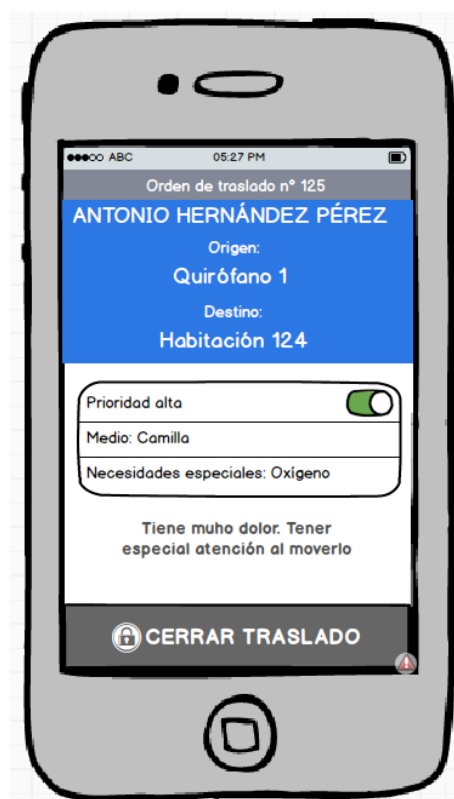 ABC 05:27 PM
Orden de traslado nº 125
ANTONIO HERNÁNDEZ PÉREZ
Origen:
Quirófano 1
Destino:
Habitación 124
Prioridad alta
Medio: Camilla
Necesidades especiales: Oxígeno
Tiene muho dolor. Tener
especial atención al moverlo
CERRAR TRASLADO